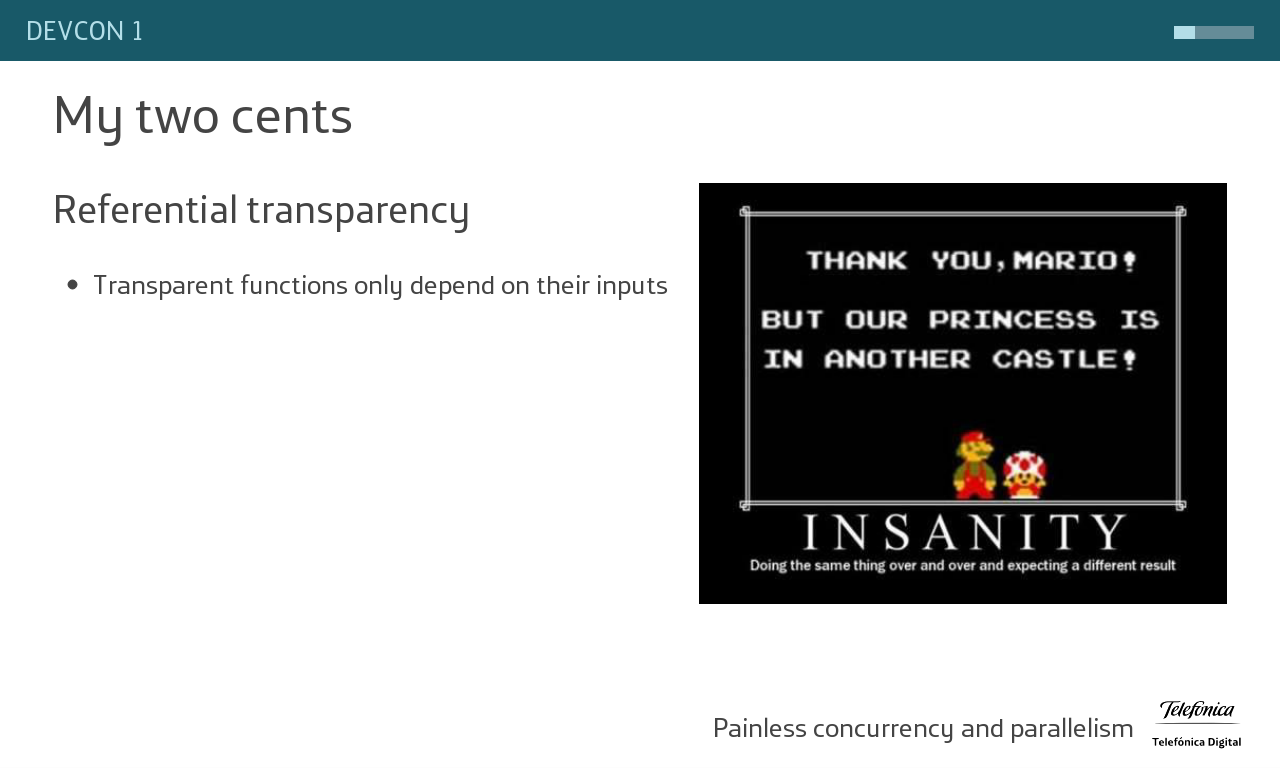 DEVCON 1
My two cents
Referential transparency
Transparent functions only depend on their inputs
THANK YOU, MARIO!
BUT OUR PRINCESS IS
IN ANOTHER CASTLE!
INSANITY
Doing the same thing over and over and expecting a different result
Painless concurrency and parallelism
Telefónica
Telefónica Digital